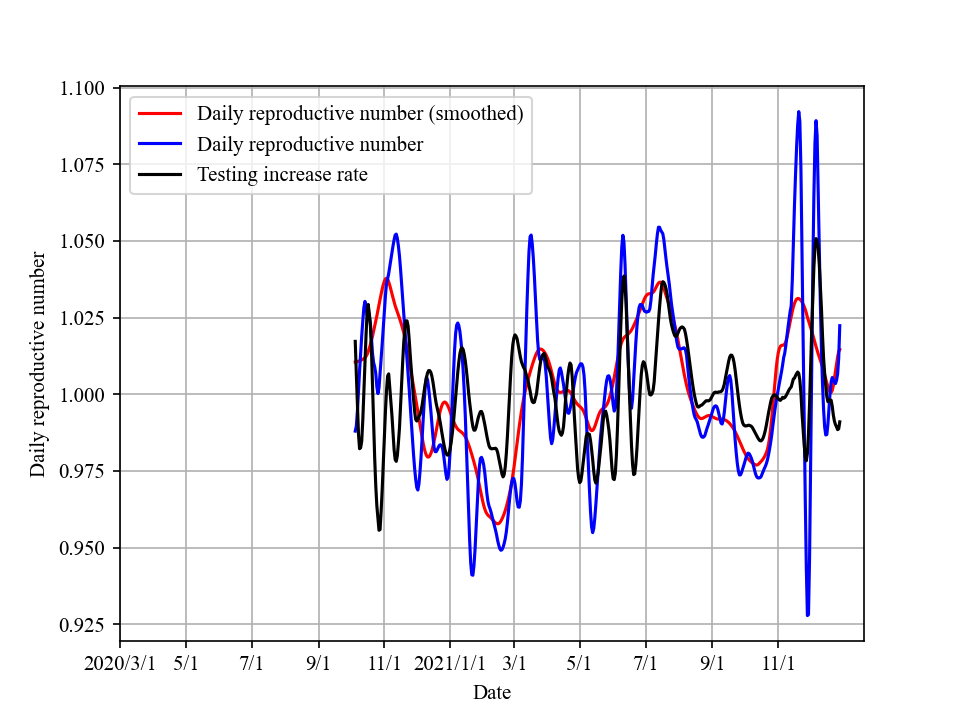 Daily reproductive number (smoothed)
Daily reproductive number
Testing increase rate
Daily reproductive number
1.100
1.075
1.050
1.025
1.000
0.975
0.950
0.925
2020/3/1 5/1 7/1 9/1 11/1 2021/1/1 3/1 5/1 7/1 9/1 11/1
Date